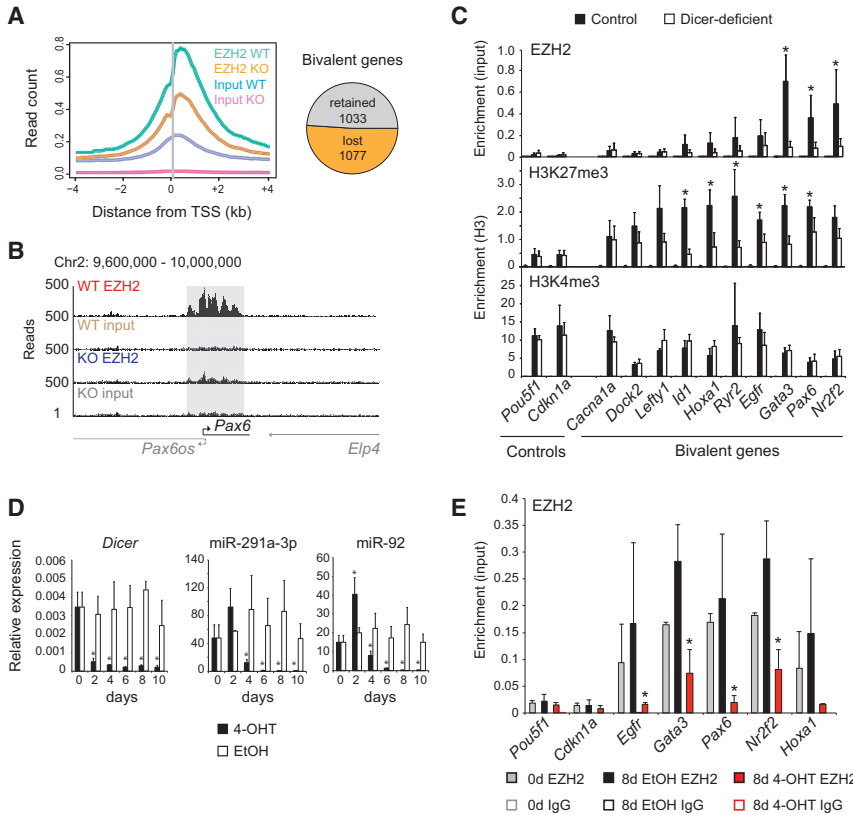 A
Read count
0.8
0.6
0.4
0.2
0.0
EZH2 WT
EZH2 KO
Input WT
Input KO
−4
−2
0
+2
+4
Distance from TSS (kb)
Bivalent genes
retained
1033
lost
1077
B
Chr2: 9,600,000 - 10,000,000
Reads
500
500
500
500
1
WT EZH2
WT input
KO EZH2
KO input
Pax6
Pax6os
Elp4
C
Control
Dicer-deficient
EZH2
Enrichment (input)
1.0
0.8
0.6
0.4
0.2
0
* * *
H3K27me3
Enrichment (H3)
3.0
2.0
1.0
0
* * * * * *
H3K4me3
25
20
15
10
5
0
Pou5f1
Cdkn1a
Cacna1a
Dock2
Lefty1
Id1
Hoxa1
Ryr2
Egfr
Gata3
Pax6
Nr2f2
Controls
Bivalent genes
D
Relative expression
Dicer
0.006
0.005
0.004
0.003
0.002
0.001
0
* * * * *
0 2 4 6 8 10
days
miR-291a-3p
140
120
80
40
0
* * * *
0 2 4 6 8 10
days
miR-92
60
50
40
30
20
10
0
* * * * *
0 2 4 6 8 10
days
4-OHT
EtOH
E
EZH2
Enrichment (input)
0.4
0.35
0.3
0.25
0.2
0.15
0.1
0.05
0
* * * *
Pou5f1
Cdkn1a
Egfr
Gata3
Pax6
Nr2f2
Hoxa1
0d EZH2
8d EtOH EZH2
8d 4-OHT EZH2
0d IgG
8d EtOH IgG
8d 4-OHT IgG